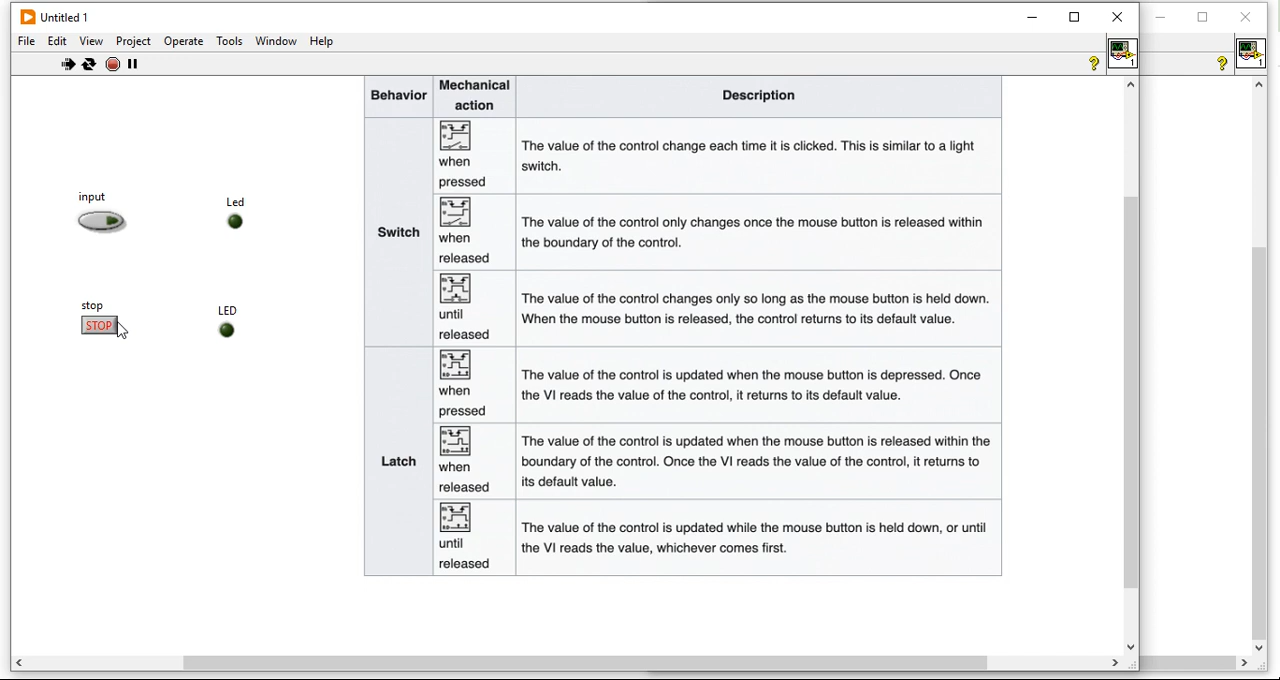 Untitled 1
File Edit View Project Operate Tools Window Help
?
1
?
1
input
Led
stop
STOP
LED
Behavior
Mechanical
action
Description
Switch
when
pressed
The value of the control change each time it is clicked. This is similar to a light
switch.
when
released
The value of the control only changes once the mouse button is released within
the boundary of the control.
until
released
The value of the control changes only so long as the mouse button is held down.
When the mouse button is released, the control returns to its default value.
Latch
when
pressed
The value of the control is updated when the mouse button is depressed. Once
the VI reads the value of the control, it returns to its default value.
when
released
The value of the control is updated when the mouse button is released within the
boundary of the control. Once the VI reads the value of the control, it returns to
its default value.
until
released
The value of the control is updated while the mouse button is held down, or until
the VI reads the value, whichever comes first.